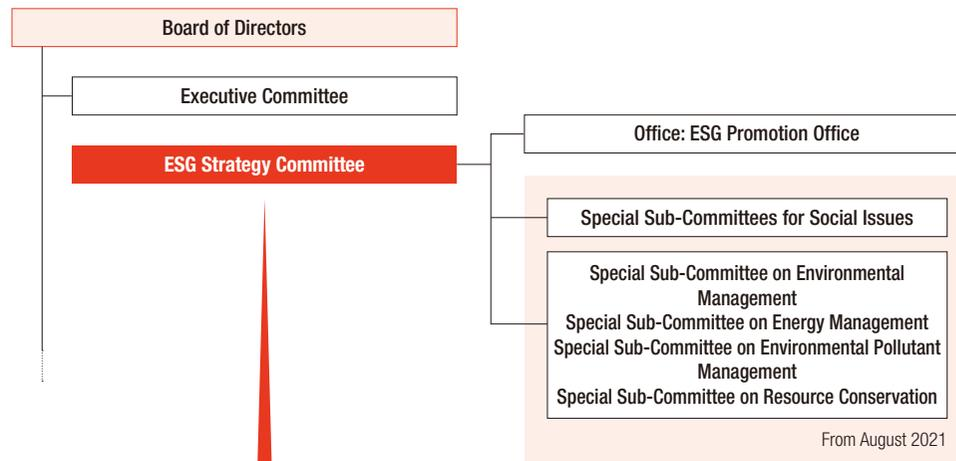 Board of Directors
Executive Committee
ESG Strategy Committee
Office: ESG Promotion Office
Special Sub-Committees for Social Issues
Special Sub-Committee on Environmental
Management
Special Sub-Committee on Energy Management
Special Sub-Committee on Environmental Pollutant
Management
Special Sub-Committee on Resource Conservation
From August 2021